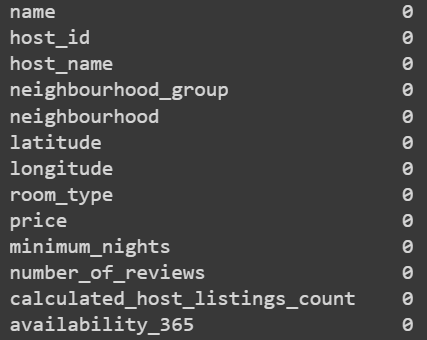 name 0
host_id 0
host_name 0
neighbourhood_group 0
neighbourhood 0
latitude 0
longitude 0
room_type 0
price 0
minimum_nights 0
number_of_reviews 0
calculated_host_listings_count 0
availability_365 0